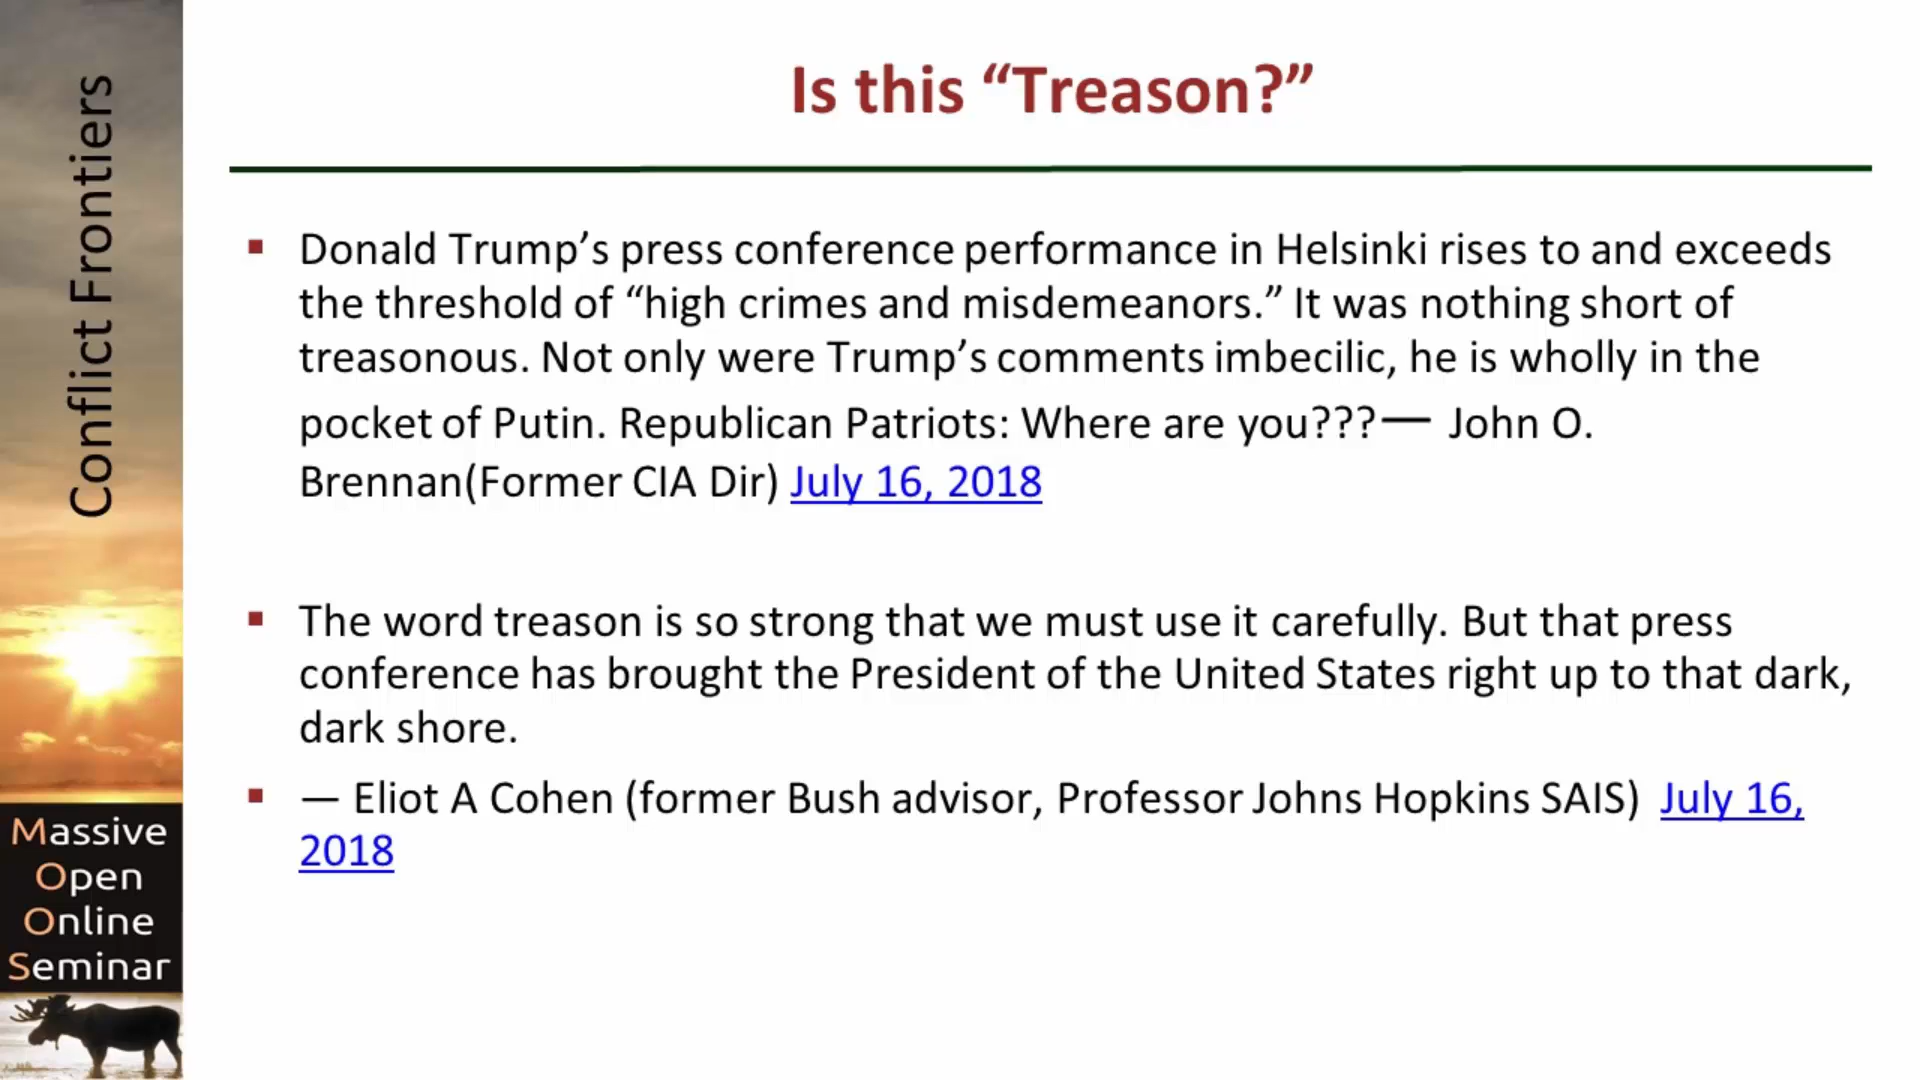 Conflict Frontiers
Massive
Open
Online
Seminar
Is this “Treason?”
▪ Donald Trump’s press conference performance in Helsinki rises to and exceeds
the threshold of “high crimes and misdemeanors.” It was nothing short of
treasonous. Not only were Trump’s comments imbecilic, he is wholly in the
pocket of Putin. Republican Patriots: Where are you???— John O.
Brennan(Former CIA Dir) July 16, 2018
▪ The word treason is so strong that we must use it carefully. But that press
conference has brought the President of the United States right up to that dark,
dark shore.
▪ — Eliot A Cohen (former Bush advisor, Professor Johns Hopkins SAIS) July 16,
2018